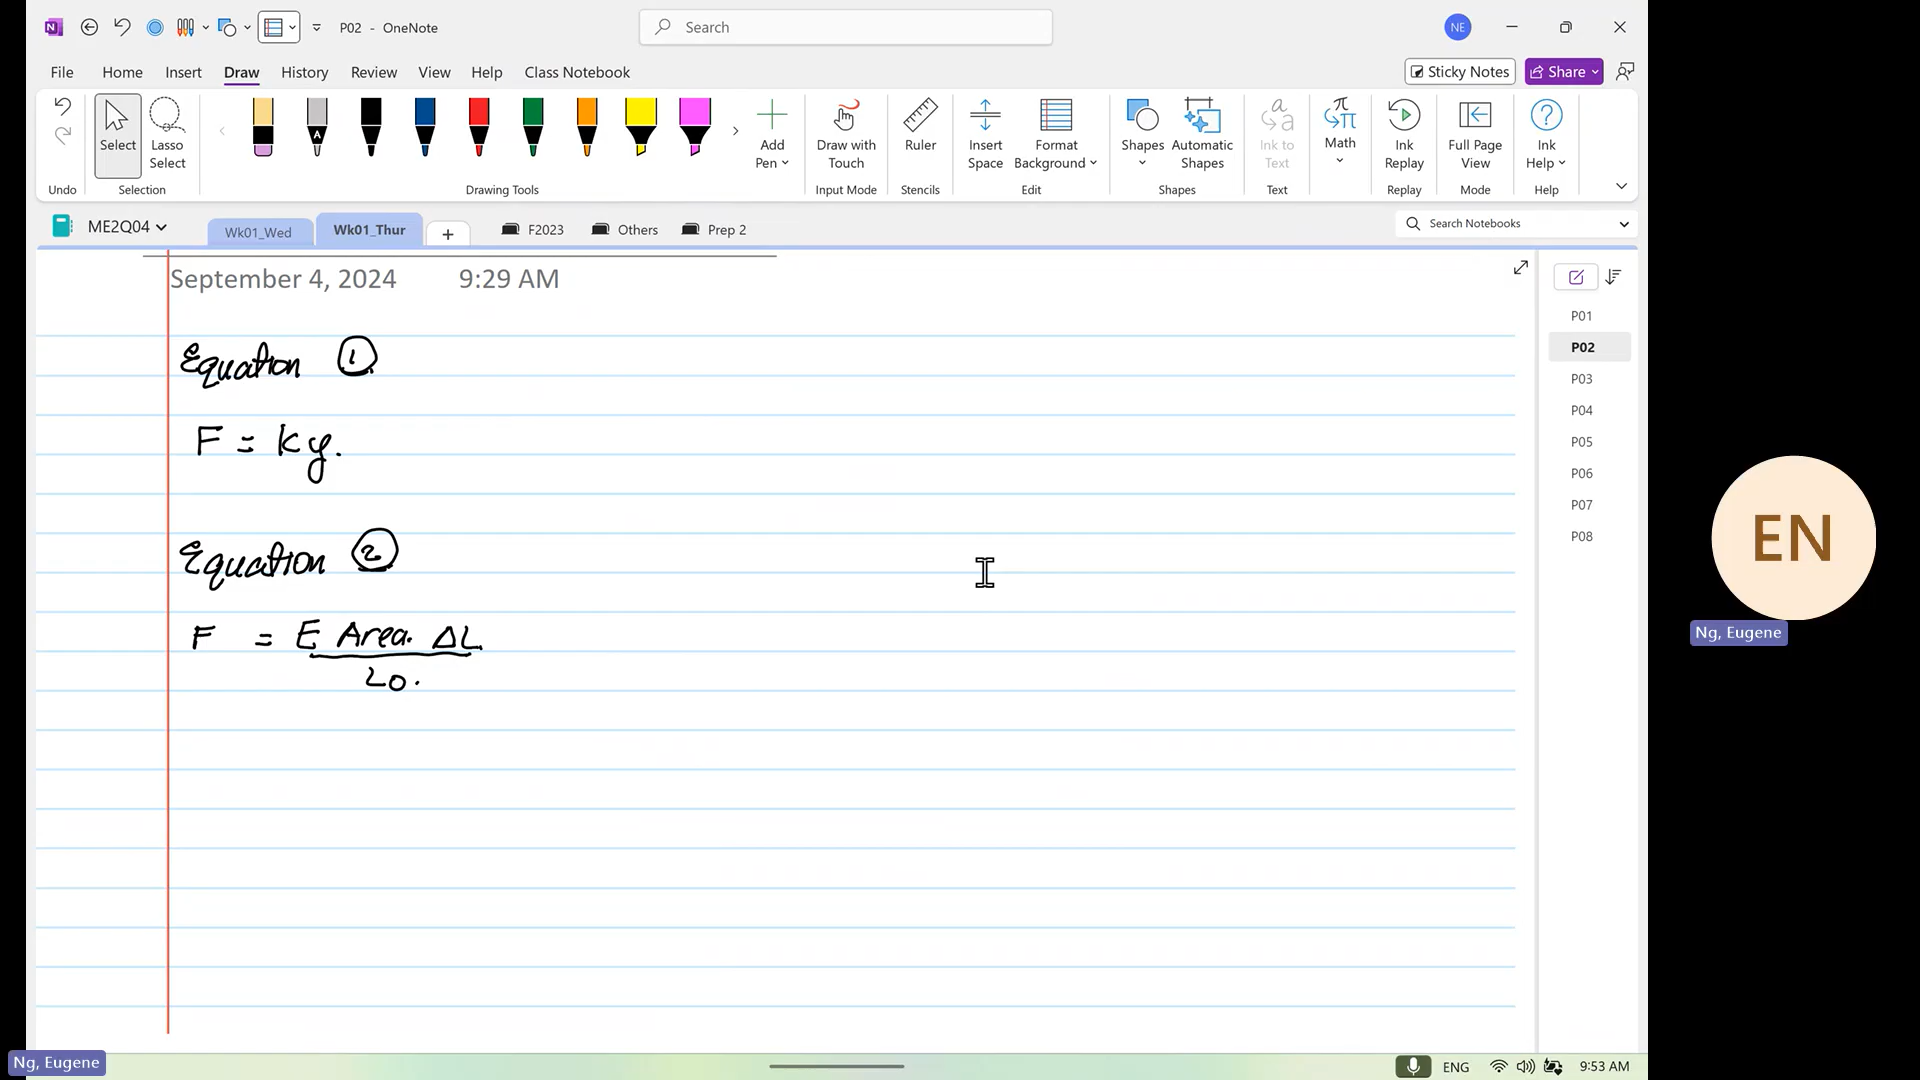 P02 - OneNote
Search
NE
File Home Insert Draw History Review View Help Class Notebook
Sticky Notes Share
Select
Lasso Select
A
Add Pen
Draw with Touch
Ruler
Insert Space
Format Background
Shapes
Automatic Shapes
Ink to Text
Math
Ink Replay
Full Page View
Ink Help
Undo Selection Drawing Tools Input Mode Stencils Edit Shapes Text Replay Mode Help
ME2Q04 Wk01_Wed Wk01_Thur + F2023 Others Prep 2
Search Notebooks
September 4, 2024 9:29 AM
P01
P02
P03
P04
P05
P06
P07
P08
Equation ①
F = ky.
Equation ②
F = E Area. ΔL
Lo.
EN
Ng, Eugene
Ng, Eugene
ENG 9:53 AM